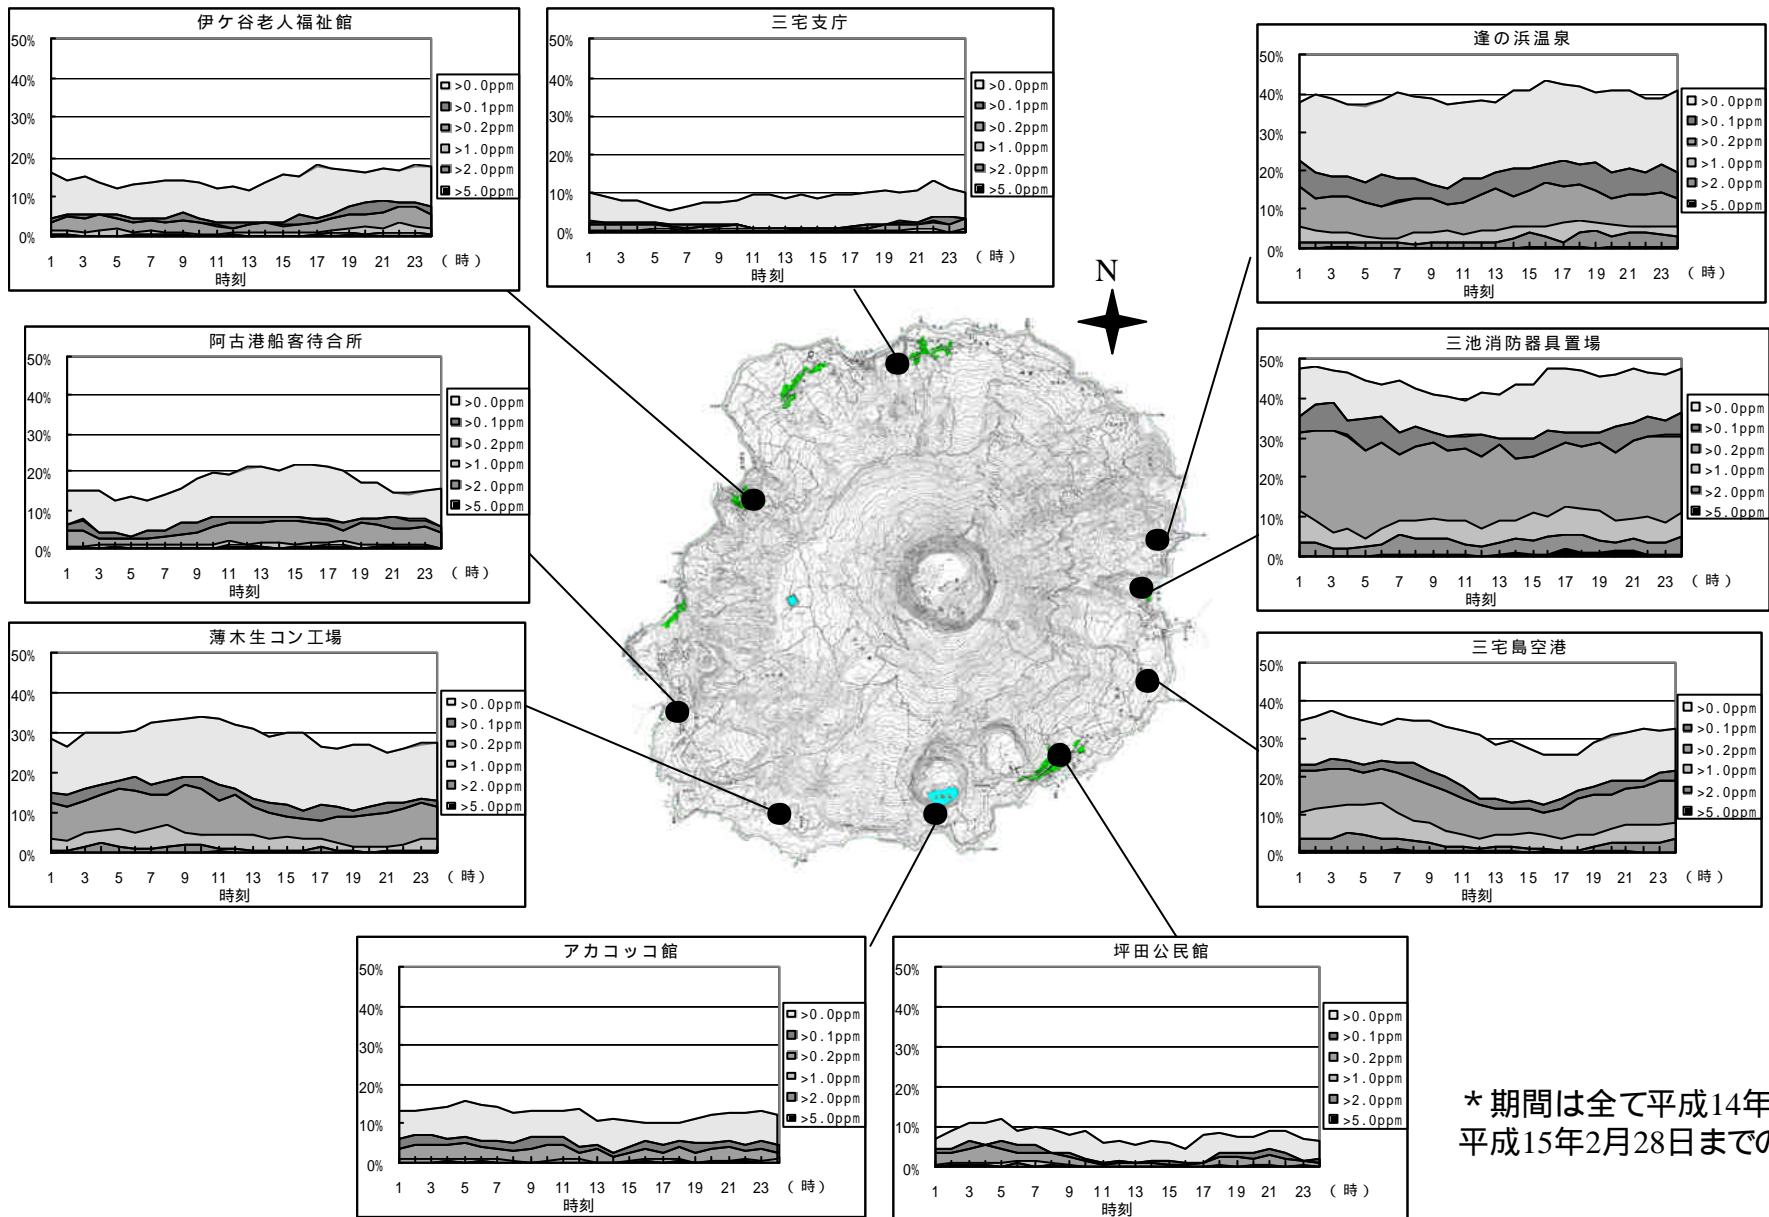 伊ケ谷老人福祉館
50%
40%
30%
20%
10%
0%
>0.0ppm
>0.1ppm
>0.2ppm
>1.0ppm
>2.0ppm
>5.0ppm
1 3 5 7 9 11 13 15 17 19 21 23 (時)
時刻
三宅支庁
50%
40%
30%
20%
10%
0%
>0.0ppm
>0.1ppm
>0.2ppm
>1.0ppm
>2.0ppm
>5.0ppm
1 3 5 7 9 11 13 15 17 19 21 23 (時)
時刻
逢の浜温泉
50%
40%
30%
20%
10%
0%
>0.0ppm
>0.1ppm
>0.2ppm
>1.0ppm
>2.0ppm
>5.0ppm
1 3 5 7 9 11 13 15 17 19 21 23 (時)
時刻
N
阿古港船客待合所
50%
40%
30%
20%
10%
0%
>0.0ppm
>0.1ppm
>0.2ppm
>1.0ppm
>2.0ppm
>5.0ppm
1 3 5 7 9 11 13 15 17 19 21 23 (時)
時刻
三池消防器具置場
50%
40%
30%
20%
10%
0%
>0.0ppm
>0.1ppm
>0.2ppm
>1.0ppm
>2.0ppm
>5.0ppm
1 3 5 7 9 11 13 15 17 19 21 23 (時)
時刻
薄木生コン工場
50%
40%
30%
20%
10%
0%
>0.0ppm
>0.1ppm
>0.2ppm
>1.0ppm
>2.0ppm
>5.0ppm
1 3 5 7 9 11 13 15 17 19 21 23 (時)
時刻
三宅島空港
50%
40%
30%
20%
10%
0%
>0.0ppm
>0.1ppm
>0.2ppm
>1.0ppm
>2.0ppm
>5.0ppm
1 3 5 7 9 11 13 15 17 19 21 23 (時)
時刻
アカコッコ館
50%
40%
30%
20%
10%
0%
>0.0ppm
>0.1ppm
>0.2ppm
>1.0ppm
>2.0ppm
>5.0ppm
1 3 5 7 9 11 13 15 17 19 21 23 (時)
時刻
坪田公民館
50%
40%
30%
20%
10%
0%
>0.0ppm
>0.1ppm
>0.2ppm
>1.0ppm
>2.0ppm
>5.0ppm
1 3 5 7 9 11 13 15 17 19 21 23 (時)
時刻
*期間は全て平成14年
平成15年2月28日までの